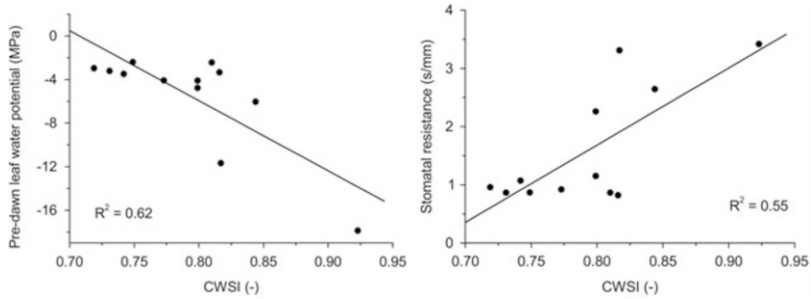 Pre-dawn leaf water potential (MPa)
0
-4
-8
-12
-16
R² = 0.62
0.70 0.75 0.80 0.85 0.90 0.95
CWSI (-)
Stomatal resistance (s/mm)
4
3
2
1
0
R² = 0.55
0.70 0.75 0.80 0.85 0.90 0.95
CWSI (-)